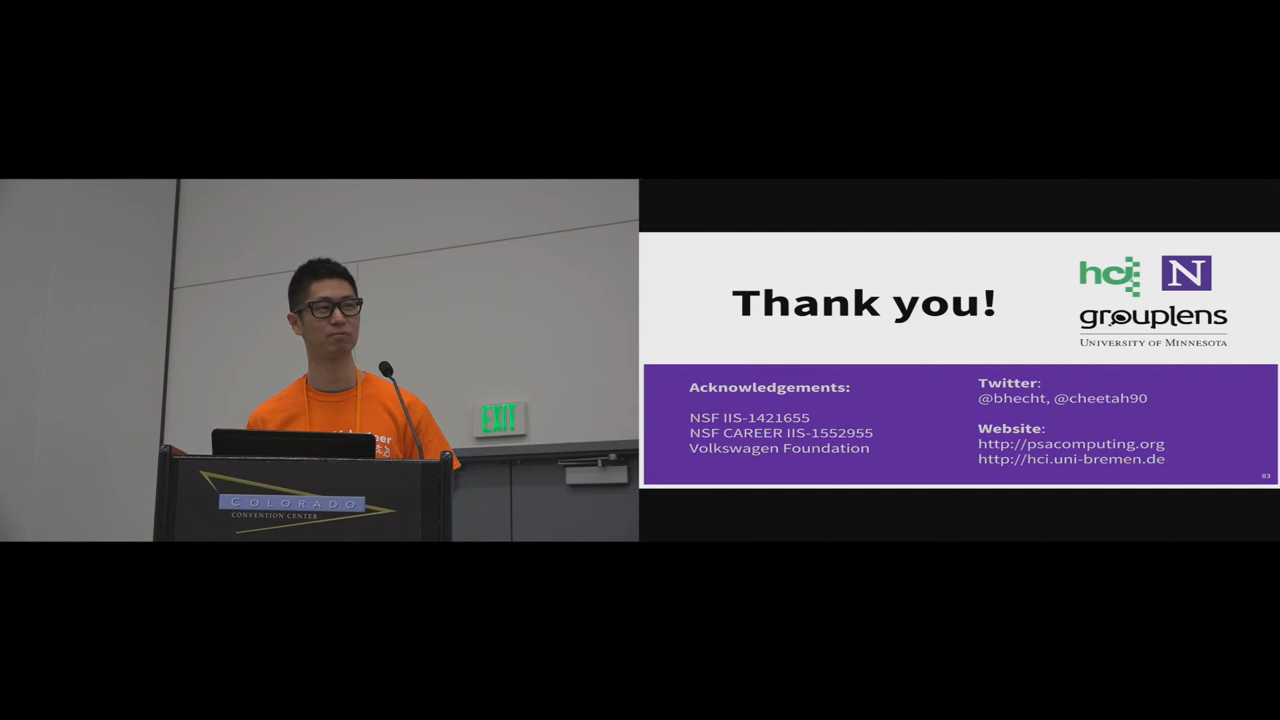 EXIT
COLORADO
CONVENTION CENTER
Thank you!
hci
N
grouplens
UNIVERSITY OF MINNESOTA
Acknowledgements:
NSF IIS-1421655
NSF CAREER IIS-1552955
Volkswagen Foundation
Twitter:
@bhecht, @cheetah90
Website:
http://psacomputing.org
http://hci.uni-bremen.de
83